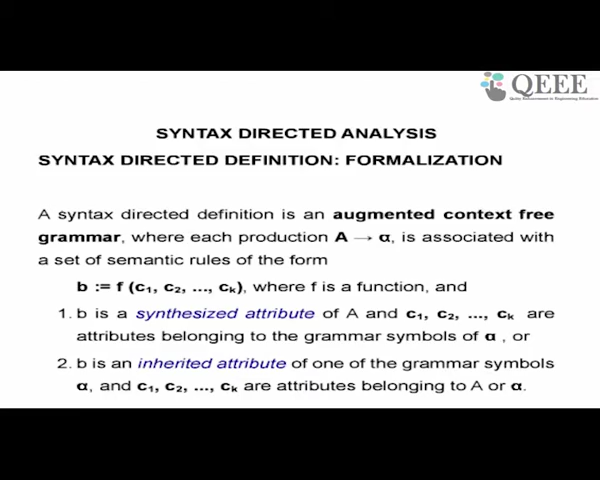 QEEE
Quality Enhancement in Engineering Education
SYNTAX DIRECTED ANALYSIS
SYNTAX DIRECTED DEFINITION: FORMALIZATION
A syntax directed definition is an augmented context free
grammar, where each production A → α, is associated with
a set of semantic rules of the form
b := f (c₁, c₂, ..., cₖ), where f is a function, and
1. b is a synthesized attribute of A and c₁, c₂, ..., cₖ are
attributes belonging to the grammar symbols of α , or
2. b is an inherited attribute of one of the grammar symbols
α, and c₁, c₂, ..., cₖ are attributes belonging to A or α.